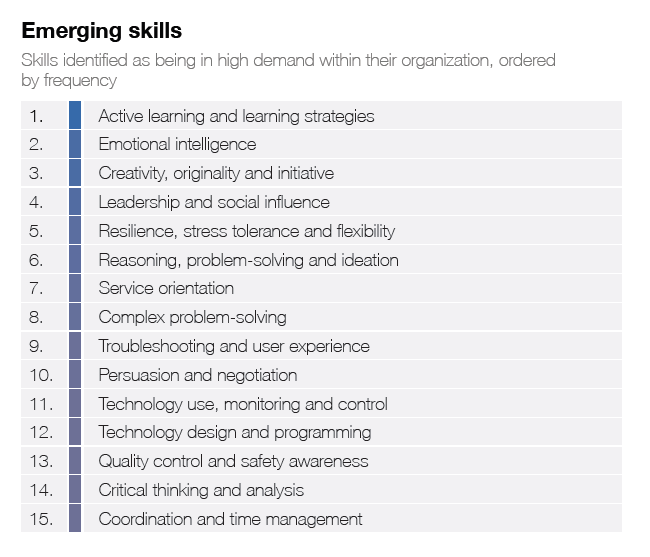 Emerging skills
Skills identified as being in high demand within their organization, ordered
by frequency
1. Active learning and learning strategies
2. Emotional intelligence
3. Creativity, originality and initiative
4. Leadership and social influence
5. Resilience, stress tolerance and flexibility
6. Reasoning, problem-solving and ideation
7. Service orientation
8. Complex problem-solving
9. Troubleshooting and user experience
10. Persuasion and negotiation
11. Technology use, monitoring and control
12. Technology design and programming
13. Quality control and safety awareness
14. Critical thinking and analysis
15. Coordination and time management